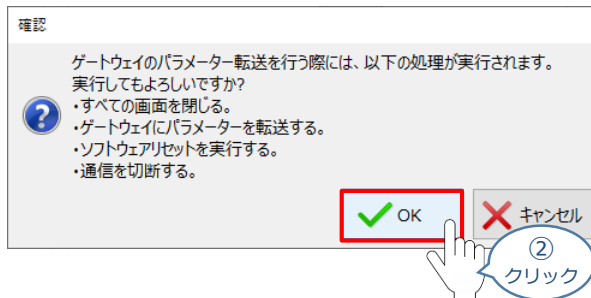 確認
ゲートウェイのパラメーター転送を行う際には、以下の処理が実行されます。
実行してもよろしいですか?
・すべての画面を閉じる。
・ゲートウェイにパラメーターを転送する。
・ソフトウェアリセットを実行する。
・通信を切断する。
OK
キャンセル
②
クリック